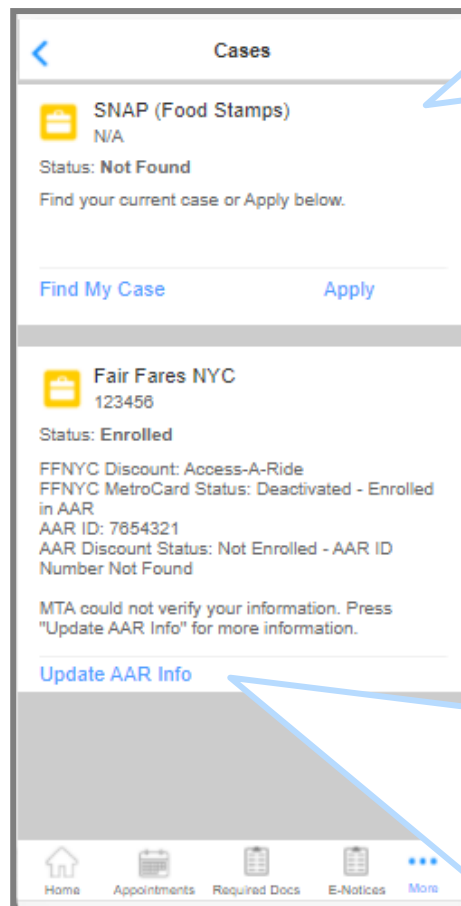 Cases
SNAP (Food Stamps)
N/A
Status: Not Found
Find your current case or Apply below.
Find My Case Apply
Fair Fares NYC
123456
Status: Enrolled
FFNYC Discount: Access-A-Ride
FFNYC MetroCard Status: Deactivated - Enrolled
in AAR
AAR ID: 7654321
AAR Discount Status: Not Enrolled - AAR ID
Number Not Found
MTA could not verify your information. Press
"Update AAR Info" for more information.
Update AAR Info
Home Appointments Required Docs E-Notices More